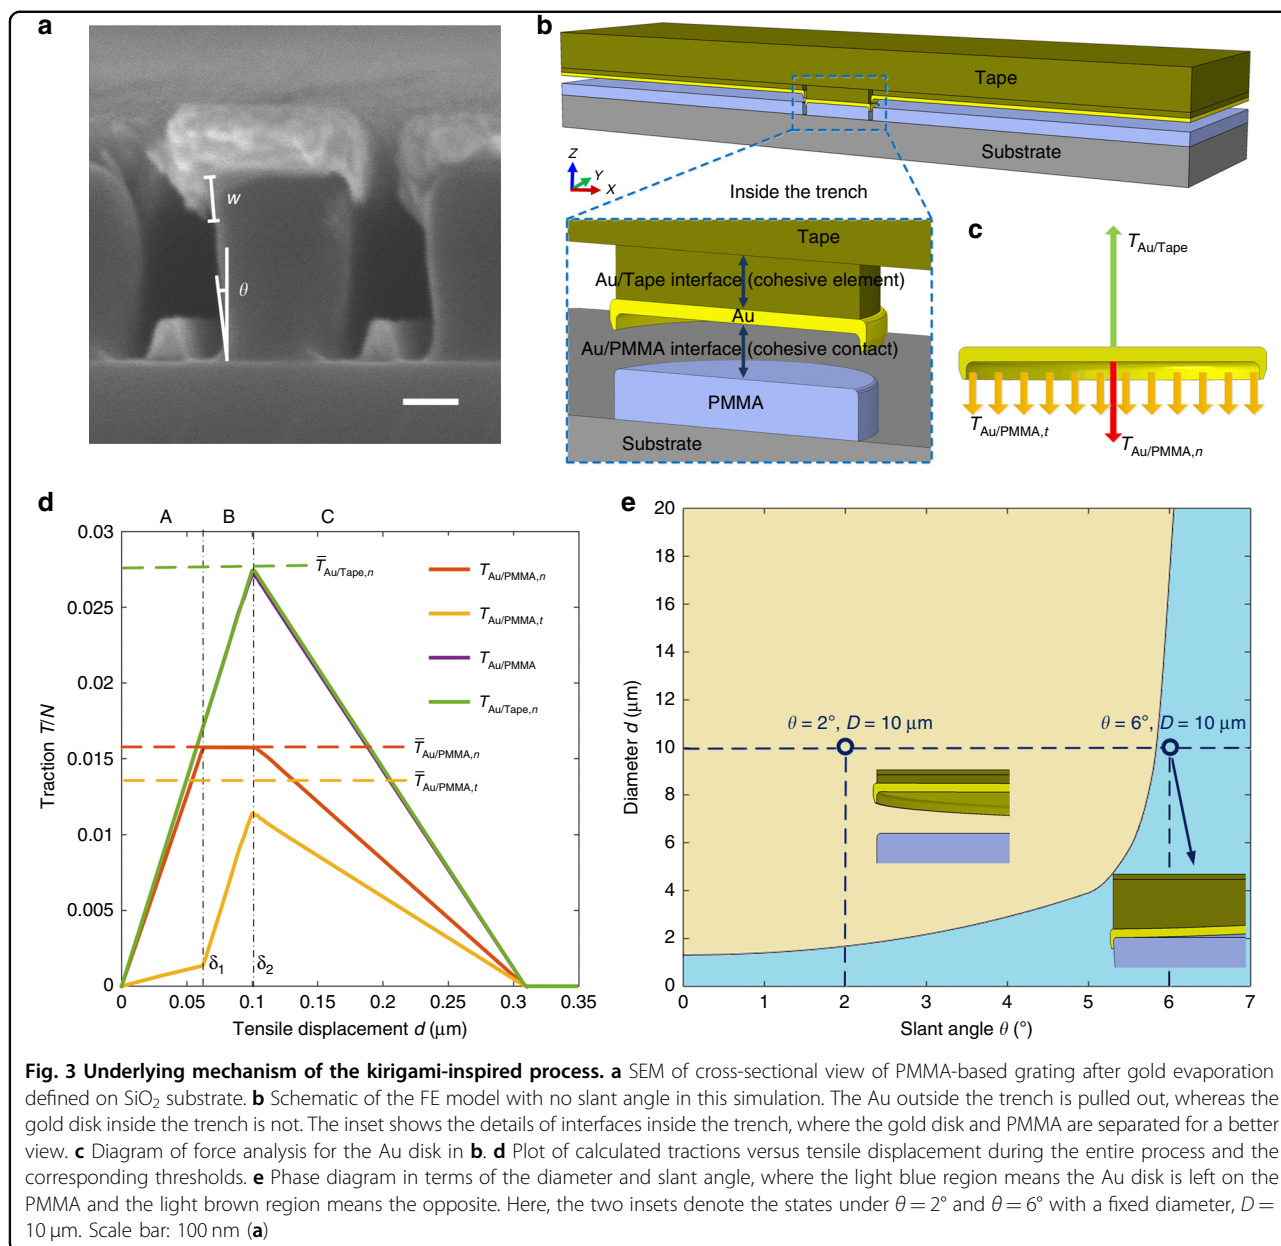 a
w
θ
b
Tape
Substrate
Z
Y
X
Inside the trench
Tape
Au/Tape interface (cohesive element)
Au
Au/PMMA interface (cohesive contact)
PMMA
Substrate
c
T Au/Tape
T Au/PMMA,t
T Au/PMMA,n
d
A B C
0.03
0.025
0.02
0.015
0.01
0.005
0
Traction T/N
T̿ Au/Tape,n
T̿ Au/PMMA,n
T̿ Au/PMMA,t
T Au/PMMA,n
T Au/PMMA,t
T Au/PMMA
T Au/Tape,n
δ1 δ2
0 0.05 0.1 0.15 0.2 0.25 0.3 0.35
Tensile displacement d (μm)
e
20
18
16
14
12
10
8
6
4
2
0
Diameter d (μm)
θ = 2°, D = 10 μm
θ = 6°, D = 10 μm
0 1 2 3 4 5 6 7
Slant angle θ (°)
Fig. 3 Underlying mechanism of the kirigami-inspired process. a SEM of cross-sectional view of PMMA-based grating after gold evaporation
defined on SiO2 substrate. b Schematic of the FE model with no slant angle in this simulation. The Au outside the trench is pulled out, whereas the
gold disk inside the trench is not. The inset shows the details of interfaces inside the trench, where the gold disk and PMMA are separated for a better
view. c Diagram of force analysis for the Au disk in b. d Plot of calculated tractions versus tensile displacement during the entire process and the
corresponding thresholds. e Phase diagram in terms of the diameter and slant angle, where the light blue region means the Au disk is left on the
PMMA and the light brown region means the opposite. Here, the two insets denote the states under θ = 2° and θ = 6° with a fixed diameter, D =
10 μm. Scale bar: 100 nm (a)